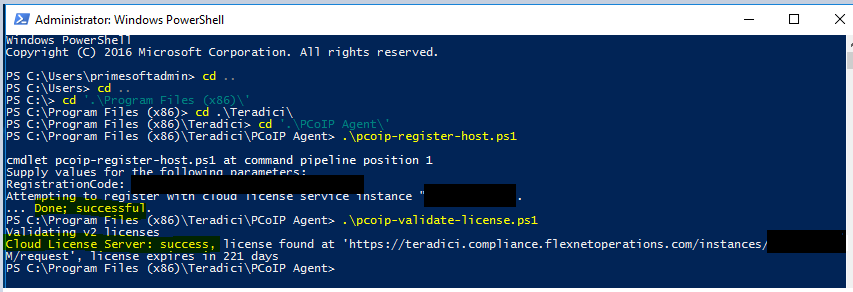 Administrator: Windows PowerShell
Windows PowerShell
Copyright (C) 2016 Microsoft Corporation. All rights reserved.
PS C:\Users\primesoftadmin> cd ..
PS C:\Users> cd ..
PS C:\> cd '.\Program Files (x86)\'
PS C:\Program Files (x86)> cd .\Teradici\
PS C:\Program Files (x86)\Teradici> cd '.\PCoIP Agent\'
PS C:\Program Files (x86)\Teradici\PCoIP Agent> .\pcoip-register-host.ps1
cmdlet pcoip-register-host.ps1 at command pipeline position 1
Supply values for the following parameters:
RegistrationCode:
Attempting to register with cloud license service instance " .
... Done; successful.
PS C:\Program Files (x86)\Teradici\PCoIP Agent> .\pcoip-validate-license.ps1
Validating v2 licenses
Cloud License Server: success, license found at 'https://teradici.compliance.flexnetoperations.com/instances/
M/request', license expires in 221 days
PS C:\Program Files (x86)\Teradici\PCoIP Agent>